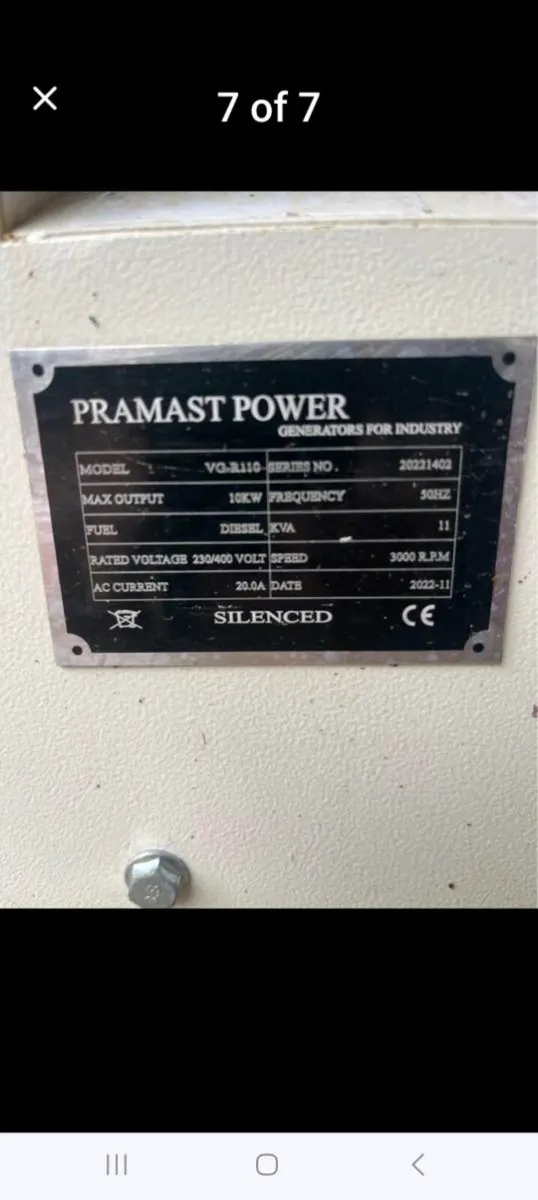 7 of 7
PRAMAST POWER
GENERATORS FOR INDUSTRY
MODEL VG-R110 SERIES NO. 20221402
MAX OUTPUT 10KW FREQUENCY 50HZ
FUEL DIESEL KVA 11
RATED VOLTAGE 230/400 VOLT SPEED 3000 R.P.M
AC CURRENT 20.0A DATE 2022-11
SILENCED CE